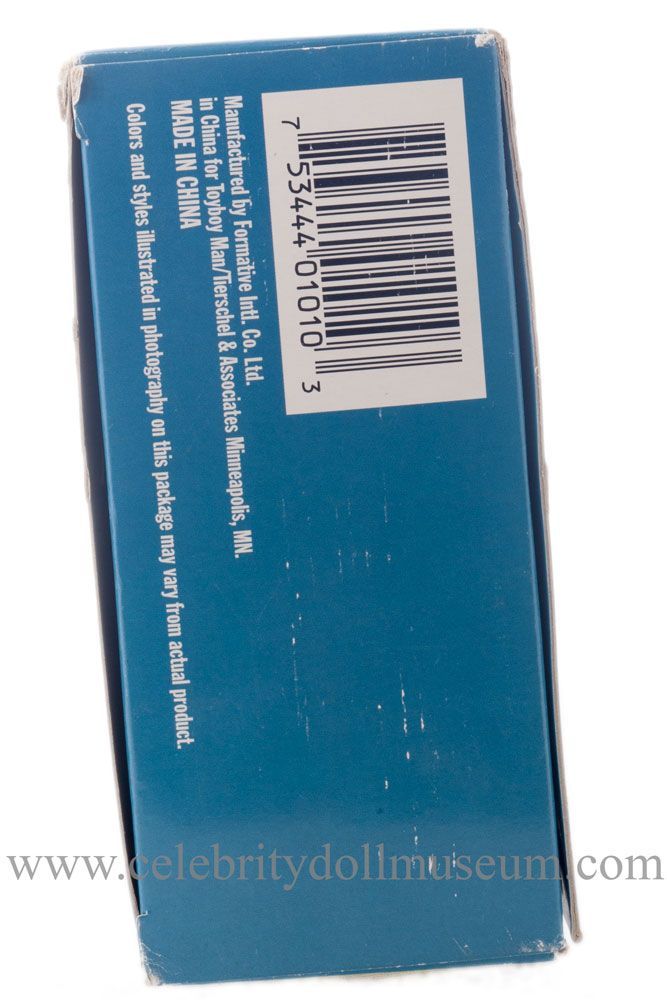 7 53444 01010 3
Manufactured by Formative Intl. Co. Ltd.
in China for Toyboy Man/Tierschel & Associates Minneapolis, MN.
MADE IN CHINA
Colors and styles illustrated in photography on this package may vary from actual product.
www.celebritydollmuseum.com